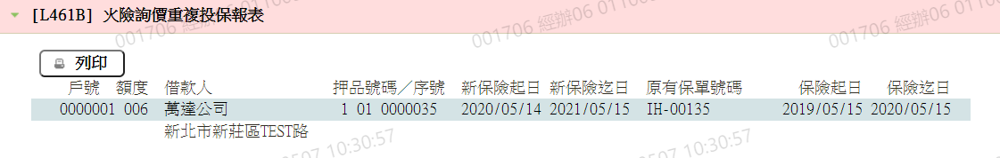 [L461B] 火險詢價重複投保報表
列印
戶號 額度 借款人 押品號碼／序號 新保險起日 新保險迄日 原有保單號碼 保險起日 保險迄日
0000001 006 萬達公司 1 01 0000035 2020/05/14 2021/05/15 IH-00135 2019/05/15 2020/05/15
新北市新莊區TEST路
001706 經辦06 01106
001706 經辦06 0110
001706 經辦06 0110
0507 10:30:57
0507 10:30:57